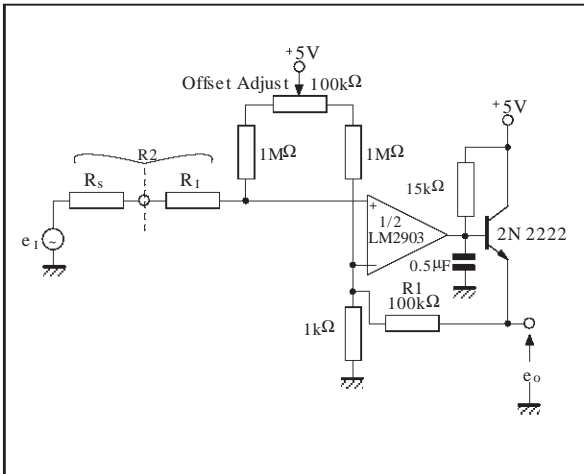 +5V
Offset Adjust 100kΩ
+5V
R2
1MΩ
1MΩ
Rs
RI
15kΩ
+
1/2
LM2903
2N 2222
eI
~
0.5μF
−
R1
100kΩ
1kΩ
eo